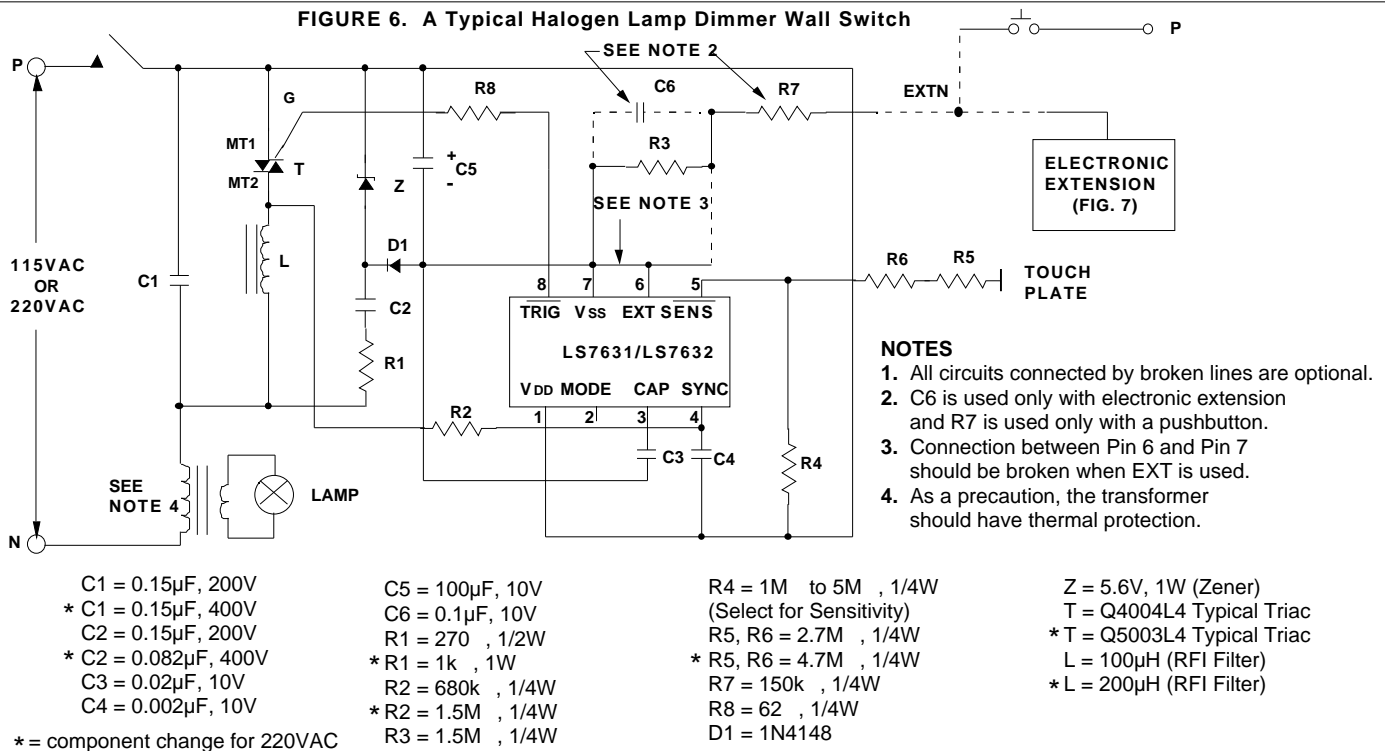 FIGURE 6. A Typical Halogen Lamp Dimmer Wall Switch
P
SEE NOTE 2
P
G
R8
C6
R7
EXTN
MT1
MT2
T
Z
+
C5
-
R3
ELECTRONIC
EXTENSION
(FIG. 7)
SEE NOTE 3
115VAC
OR
220VAC
C1
L
D1
C2
R1
R6
R5
TOUCH
PLATE
8
7
6
5
TRIG
VSS
EXT
SENS
LS7631/LS7632
VDD
MODE
CAP
SYNC
1
2
3
4
R2
C3
C4
R4
SEE
NOTE 4
LAMP
N
NOTES
1. All circuits connected by broken lines are optional.
2. C6 is used only with electronic extension
and R7 is used only with a pushbutton.
3. Connection between Pin 6 and Pin 7
should be broken when EXT is used.
4. As a precaution, the transformer
should have thermal protection.
C1 = 0.15µF, 200V
* C1 = 0.15µF, 400V
C2 = 0.15µF, 200V
* C2 = 0.082µF, 400V
C3 = 0.02µF, 10V
C4 = 0.002µF, 10V
* = component change for 220VAC
C5 = 100µF, 10V
C6 = 0.1µF, 10V
R1 = 270 , 1/2W
* R1 = 1k , 1W
R2 = 680k , 1/4W
* R2 = 1.5M , 1/4W
R3 = 1.5M , 1/4W
R4 = 1M to 5M , 1/4W
(Select for Sensitivity)
R5, R6 = 2.7M , 1/4W
* R5, R6 = 4.7M , 1/4W
R7 = 150k , 1/4W
R8 = 62 , 1/4W
D1 = 1N4148
Z = 5.6V, 1W (Zener)
T = Q4004L4 Typical Triac
* T = Q5003L4 Typical Triac
L = 100µH (RFI Filter)
* L = 200µH (RFI Filter)